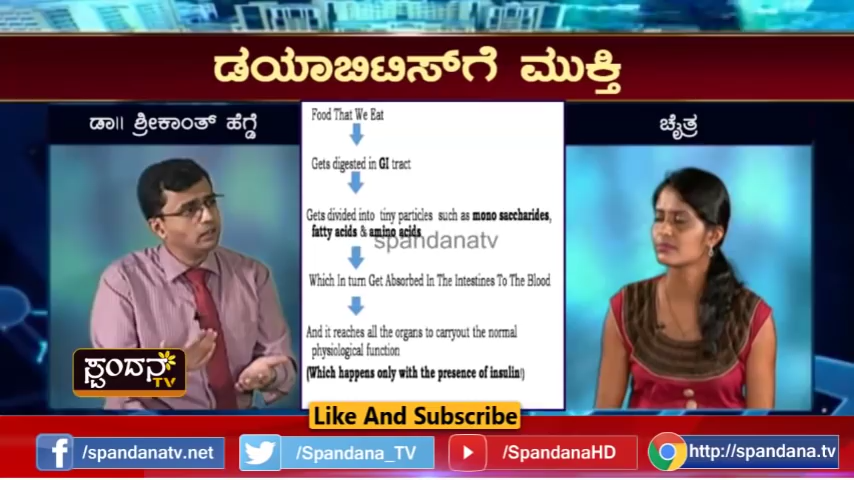 ಡಯಾಬಿಟಿಸ್‌ಗೆ ಮುಕ್ತಿ
ಡಾ|| ಶ್ರೀಕಾಂತ್ ಹೆಗ್ಡೆ
Food That We Eat
Gets digested in GI tract
Gets divided into tiny particles such as mono saccharides,
fatty acids & amino acids
spandanatv
Which In turn Get Absorbed In The Intestines To The Blood
And it reaches all the organs to carryout the normal
physiological function
(Which happens only with the presence of insulin!)
ಚೈತ್ರ
ಸ್ಪಂದನ
TV
Like And Subscribe
/spandanatv.net
/Spandana_TV
/SpandanaHD
http://spandana.tv